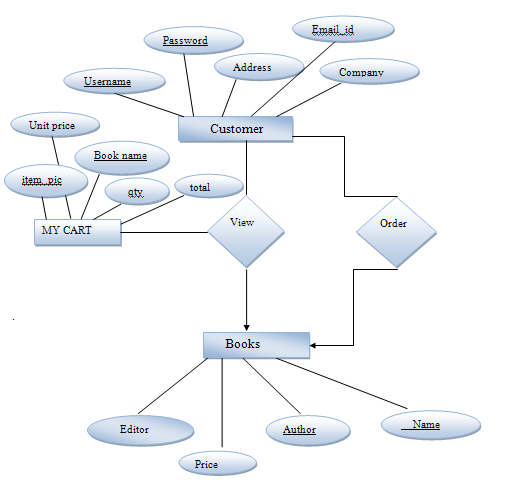 Email_id
Password
Address
Company
Username
Customer
Unit price
Book name
item_pic
qty
total
MY CART
View
Order
Books
Editor
Author
Name
Price